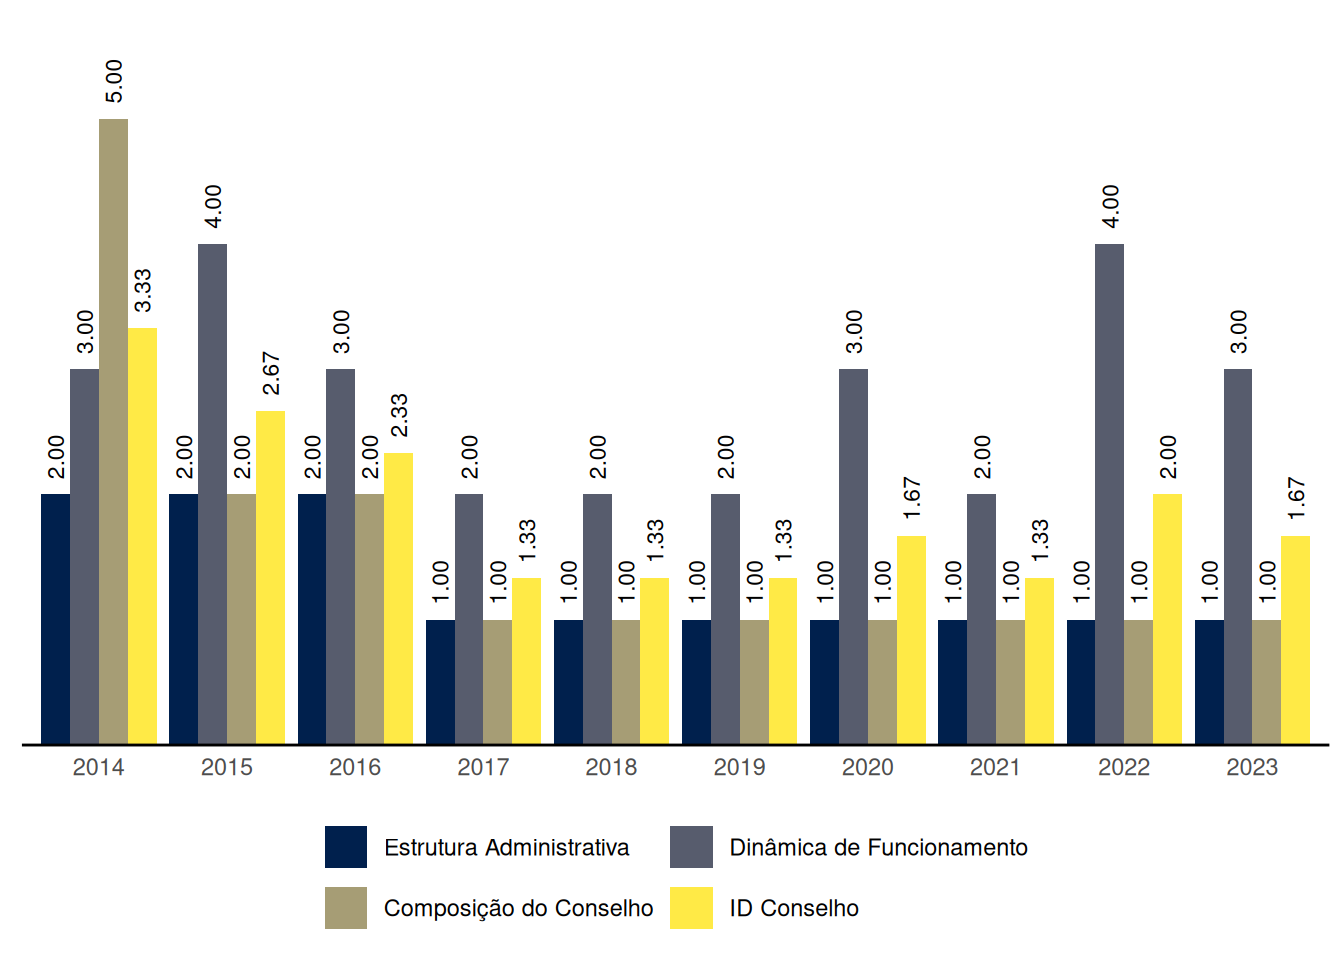 2.00 3.00 5.00 3.33
2.00 4.00 2.00 2.67
2.00 3.00 2.00 2.33
1.00 2.00 1.00 1.33
1.00 2.00 1.00 1.33
1.00 2.00 1.00 1.33
1.00 3.00 1.00 1.67
1.00 2.00 1.00 1.33
1.00 4.00 1.00 2.00
1.00 3.00 1.00 1.67
2014 2015 2016 2017 2018 2019 2020 2021 2022 2023
Estrutura Administrativa Dinâmica de Funcionamento
Composição do Conselho ID Conselho